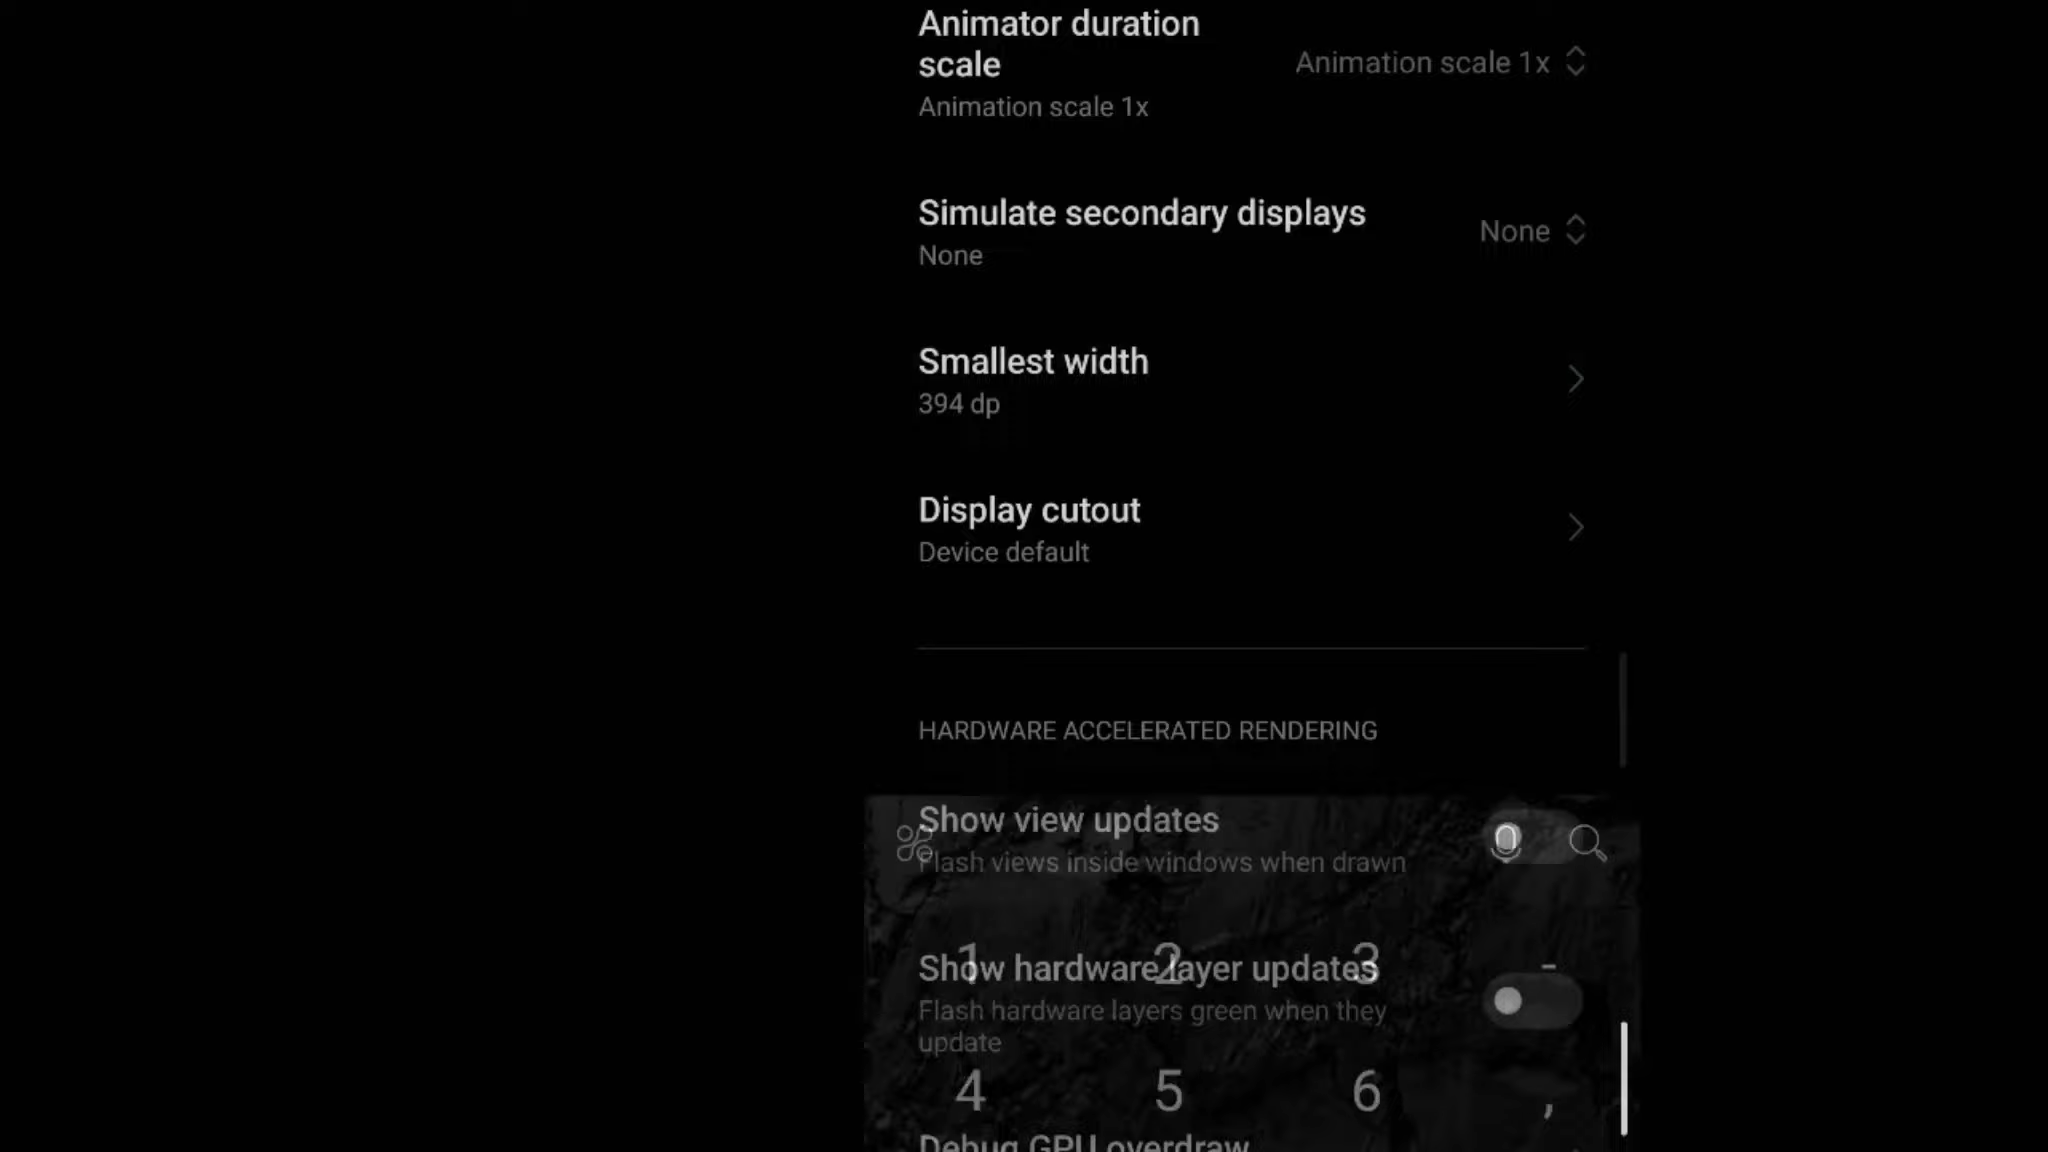 Animator duration
scale
Animation scale 1x
Animation scale 1x
Simulate secondary displays
None
None
Smallest width
394 dp
Display cutout
Device default
HARDWARE ACCELERATED RENDERING
Show view updates
Flash views inside windows when drawn
1 2 3 -
Show hardware layer updates
Flash hardware layers green when they
update
4 5 6 ,
Debug GPU overdraw